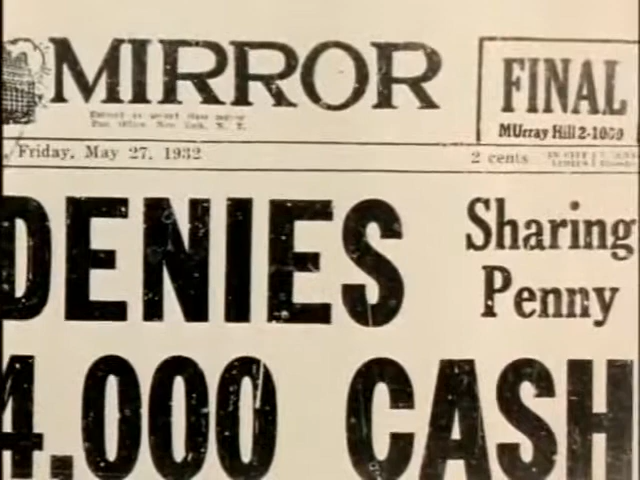 MIRROR
FINAL
MUrray Hill 2-1000
Friday, May 27, 1932
2 cents
DENIES
Sharing
Penny
4,000 CASH